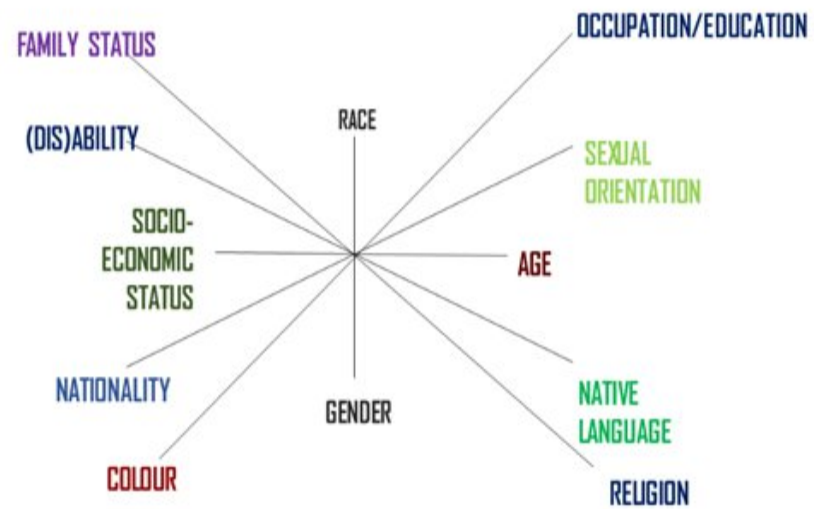 OCCUPATION/EDUCATION
FAMILY STATUS
RACE
(DIS)ABILITY
SEXUAL
ORIENTATION
SOCIO-
ECONOMIC
STATUS
AGE
NATIONALITY
GENDER
NATIVE
LANGUAGE
COLOUR
RELIGION